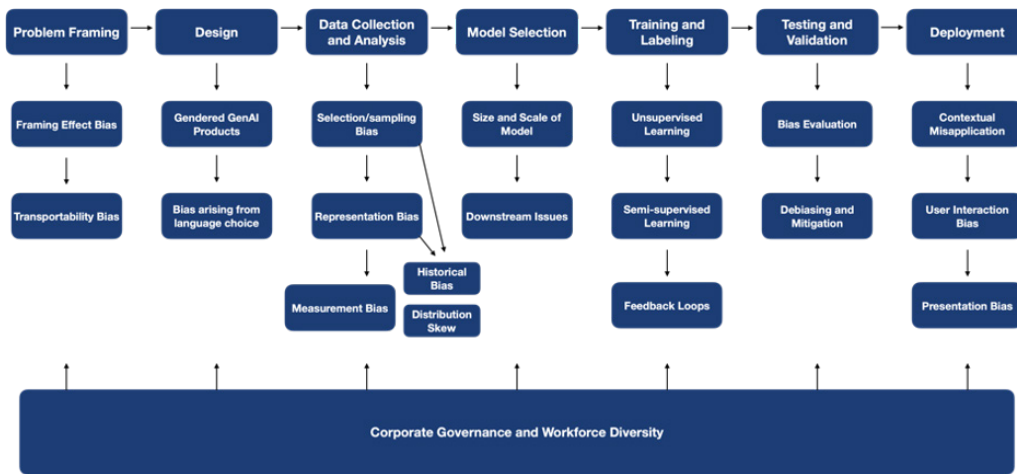 Problem Framing
Design
Data Collection
and Analysis
Model Selection
Training and
Labeling
Testing and
Validation
Deployment
Framing Effect Bias
Gendered GenAI
Products
Selection/sampling
Bias
Size and Scale of
Model
Unsupervised
Learning
Bias Evaluation
Contextual
Misapplication
Transportability Bias
Bias arising from
language choice
Representation Bias
Downstream Issues
Semi-supervised
Learning
Debiasing and
Mitigation
User Interaction
Bias
Historical
Bias
Measurement Bias
Distribution
Skew
Feedback Loops
Presentation Bias
Corporate Governance and Workforce Diversity